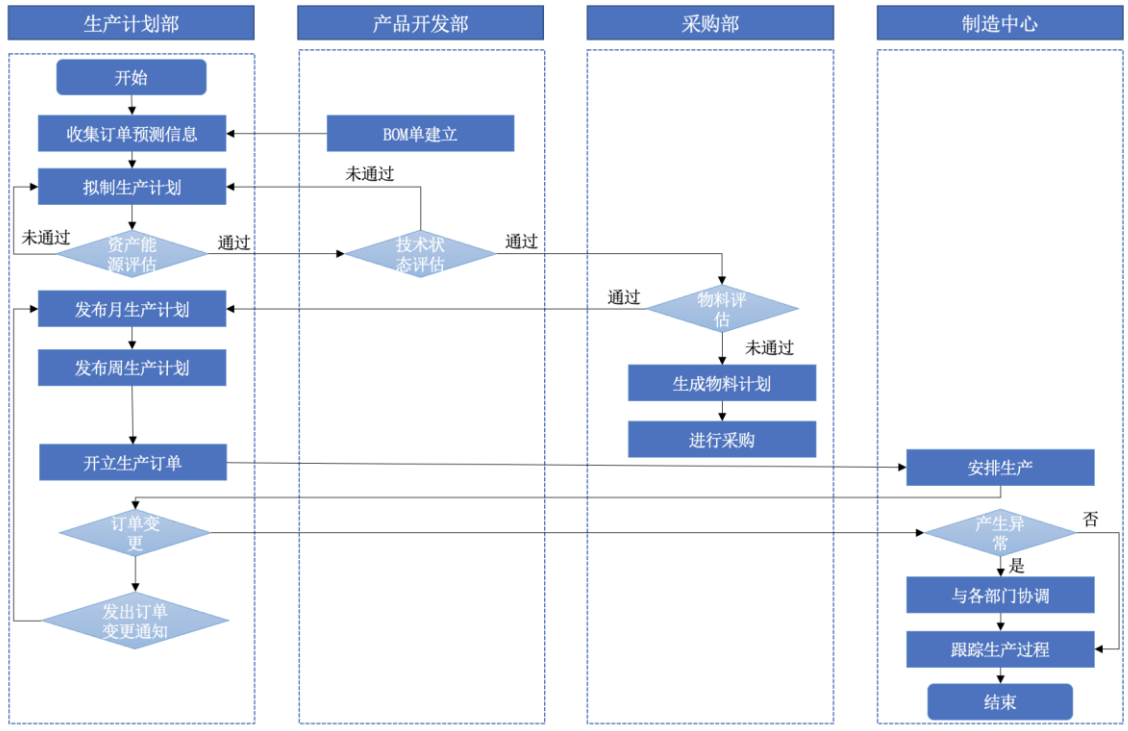 生产计划部
产品开发部
采购部
制造中心
开始
收集订单预测信息
BOM单建立
未通过
拟制生产计划
未通过
资产能
源评估
通过
技术状
态评估
通过
物料评
估
通过
发布月生产计划
未通过
发布周生产计划
生成物料计划
进行采购
开立生产订单
安排生产
订单变
更
产生异
常
否
是
与各部门协调
发出订单
变更通知
跟踪生产过程
结束